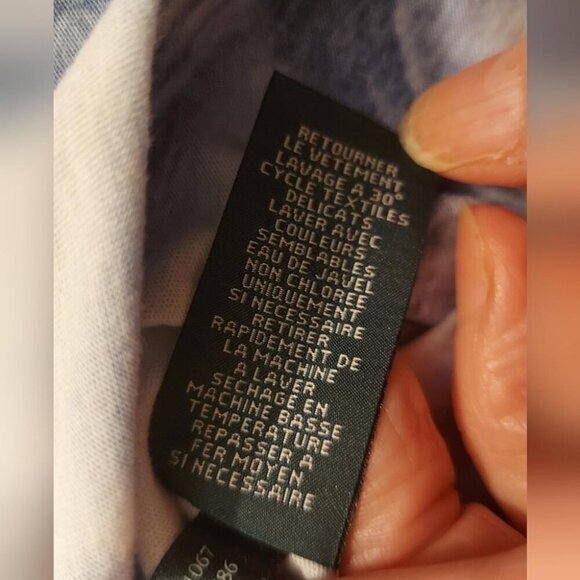 RETOURNER
LE VETEMENT
LAVAGE A 30°
CYCLE TEXTILES
DELICATS
LAVER AVEC
COULEURS
SEMBLABLES
EAU DE JAVEL
NON CHLOREE
UNIQUEMENT
SI NECESSAIRE
RETIRER
RAPIDEMENT DE
LA MACHINE
A LAVER
SECHAGE EN
MACHINE BASSE
TEMPERATURE
REPASSER A
FER MOYEN
SI NECESSAIRE